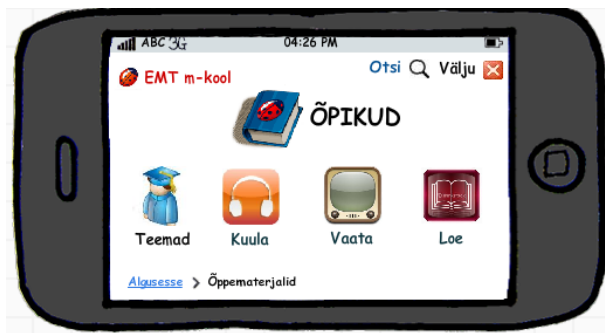 ABC 3G 04:26 PM
EMT m-kool Otsi Välju
ÕPIKUD
Teemad Kuula Vaata Loe
Algusesse > Õppematerjalid